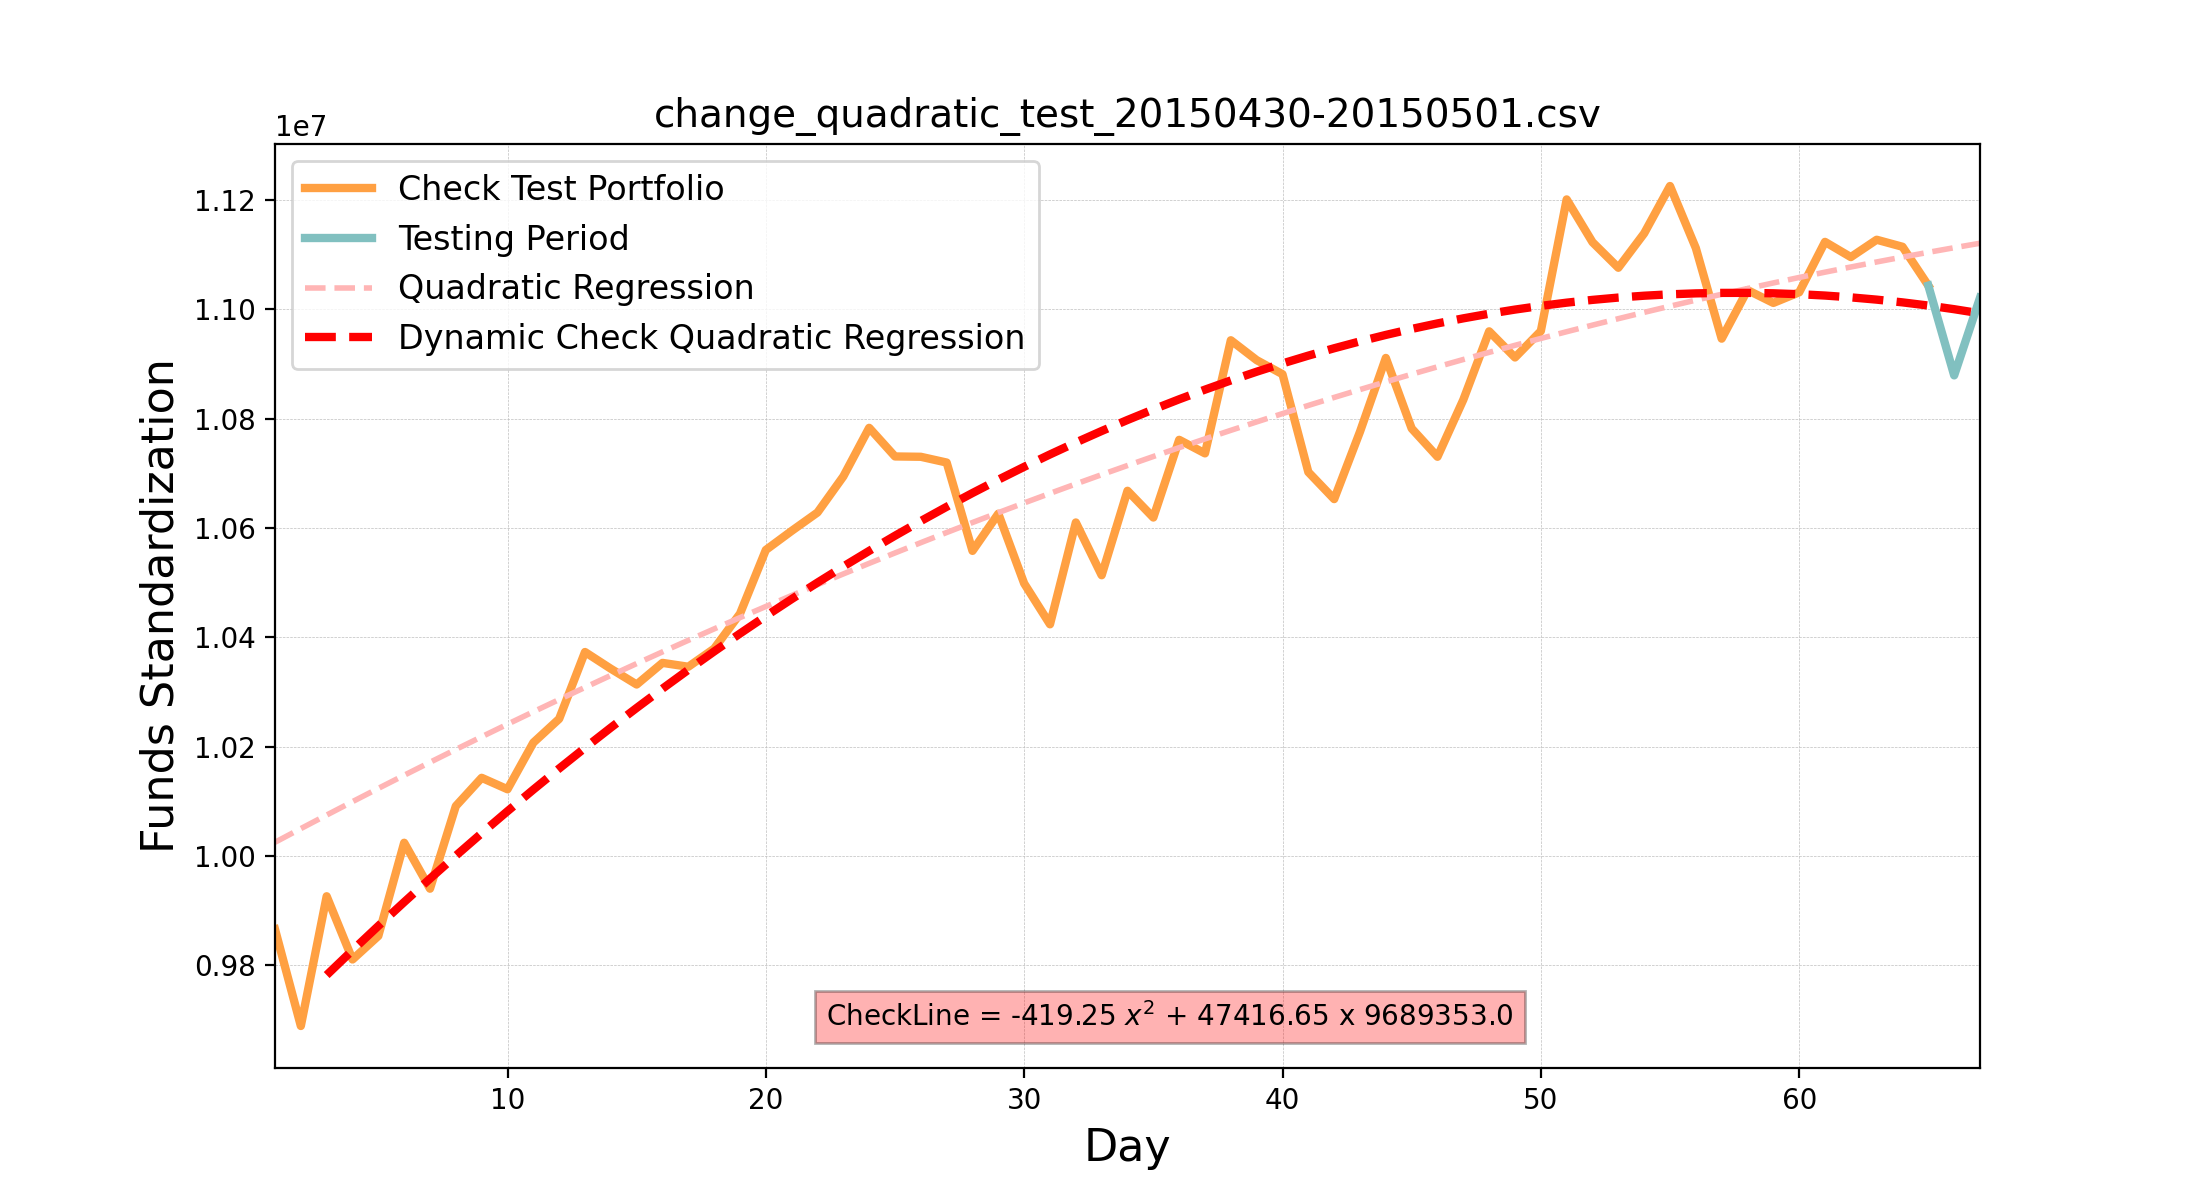 change_quadratic_test_20150430-20150501.csv
1e7
Check Test Portfolio
Testing Period
Quadratic Regression
Dynamic Check Quadratic Regression
Funds Standardization
1.12
1.10
1.08
1.06
1.04
1.02
1.00
0.98
CheckLine = -419.25 x² + 47416.65 x 9689353.0
10 20 30 40 50 60
Day